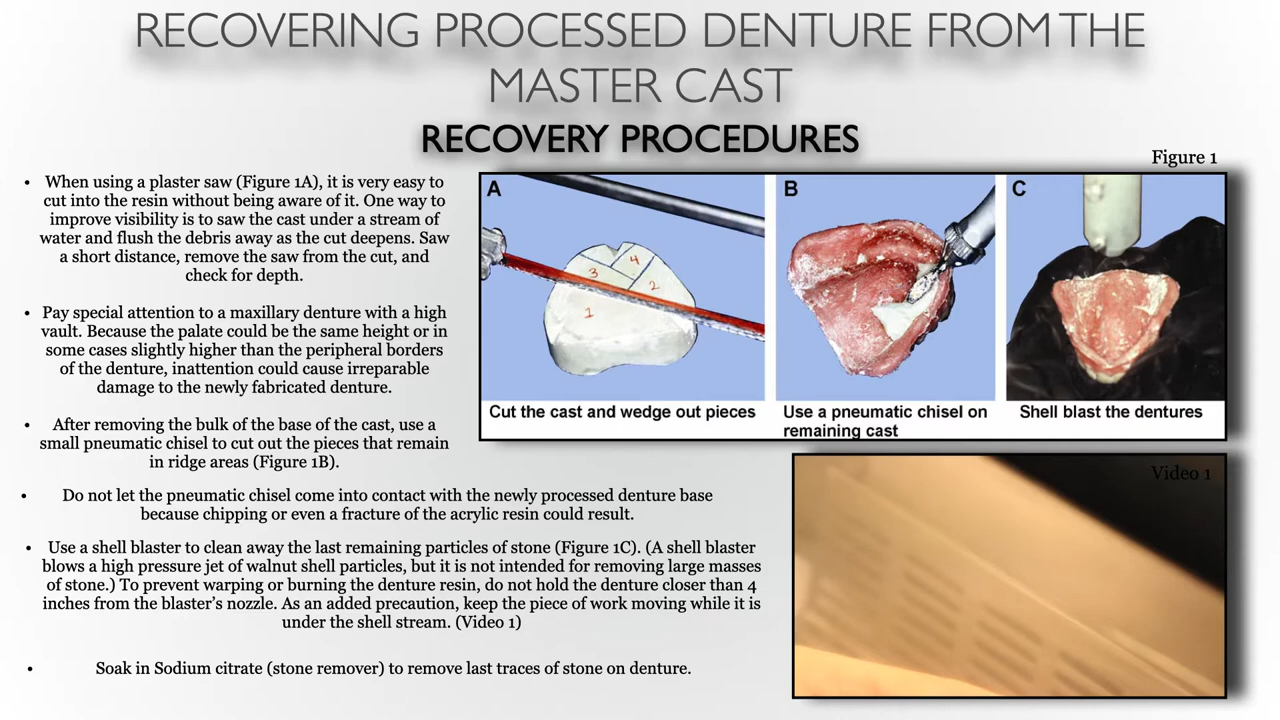 RECOVERING PROCESSED DENTURE FROM THE
MASTER CAST
RECOVERY PROCEDURES
Figure 1
• When using a plaster saw (Figure 1A), it is very easy to
cut into the resin without being aware of it. One way to
improve visibility is to saw the cast under a stream of
water and flush the debris away as the cut deepens. Saw
a short distance, remove the saw from the cut, and
check for depth.
• Pay special attention to a maxillary denture with a high
vault. Because the palate could be the same height or in
some cases slightly higher than the peripheral borders
of the denture, inattention could cause irreparable
damage to the newly fabricated denture.
• After removing the bulk of the base of the cast, use a
small pneumatic chisel to cut out the pieces that remain
in ridge areas (Figure 1B).
• Do not let the pneumatic chisel come into contact with the newly processed denture base
because chipping or even a fracture of the acrylic resin could result.
• Use a shell blaster to clean away the last remaining particles of stone (Figure 1C). (A shell blaster
blows a high pressure jet of walnut shell particles, but it is not intended for removing large masses
of stone.) To prevent warping or burning the denture resin, do not hold the denture closer than 4
inches from the blaster's nozzle. As an added precaution, keep the piece of work moving while it is
under the shell stream. (Video 1)
• Soak in Sodium citrate (stone remover) to remove last traces of stone on denture.
A
1
2
3
4
Cut the cast and wedge out pieces
B
Use a pneumatic chisel on
remaining cast
C
Shell blast the dentures
Video 1